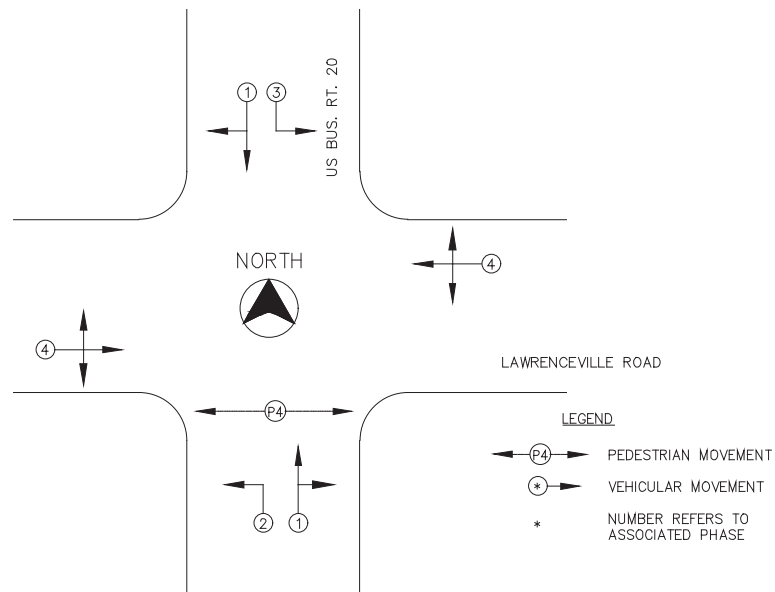 1
3
US BUS. RT. 20
4
NORTH
4
LAWRENCEVILLE ROAD
P4
LEGEND
P4 PEDESTRIAN MOVEMENT
* VEHICULAR MOVEMENT
* NUMBER REFERS TO
ASSOCIATED PHASE
2
1